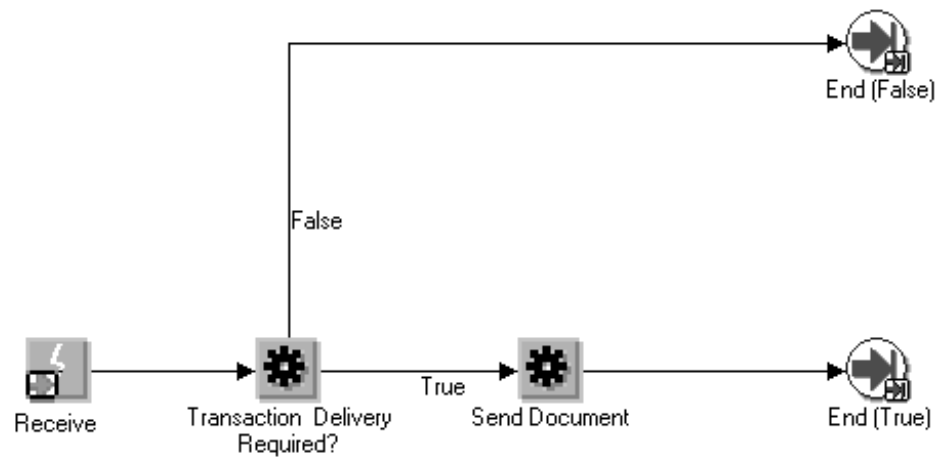 End (False)
False
True
Receive
Transaction Delivery
Required?
Send Document
End (True)